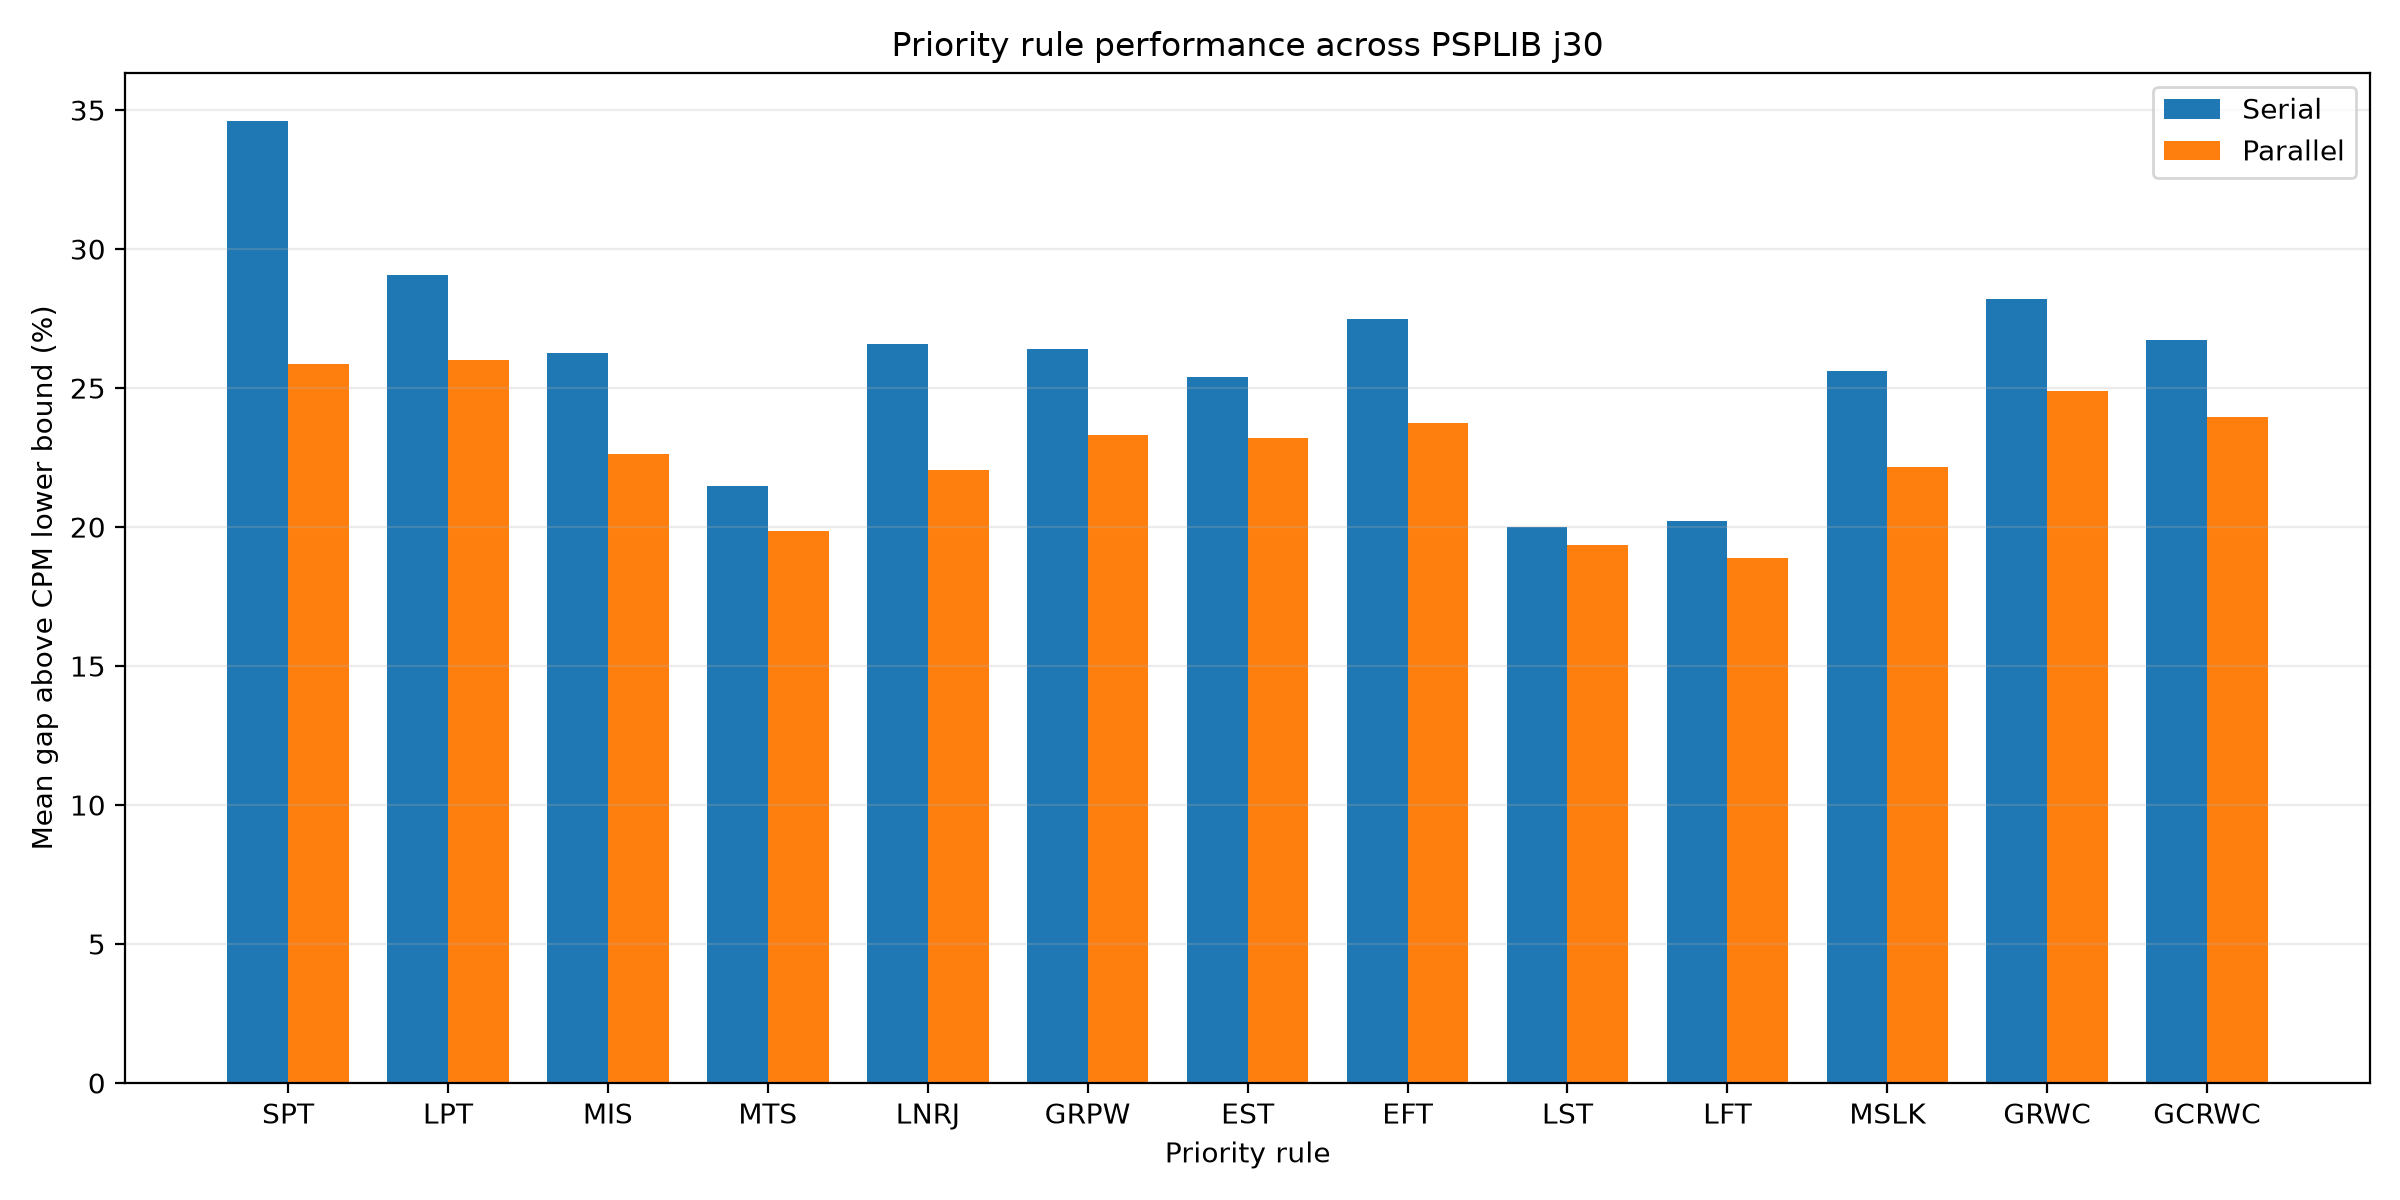 Priority rule performance across PSPLIB j30
Serial
Parallel
Mean gap above CPM lower bound (%)
35
30
25
20
15
10
5
0
SPT LPT MIS MTS LNRJ GRPW EST EFT LST LFT MSLK GRWC GCRWC
Priority rule